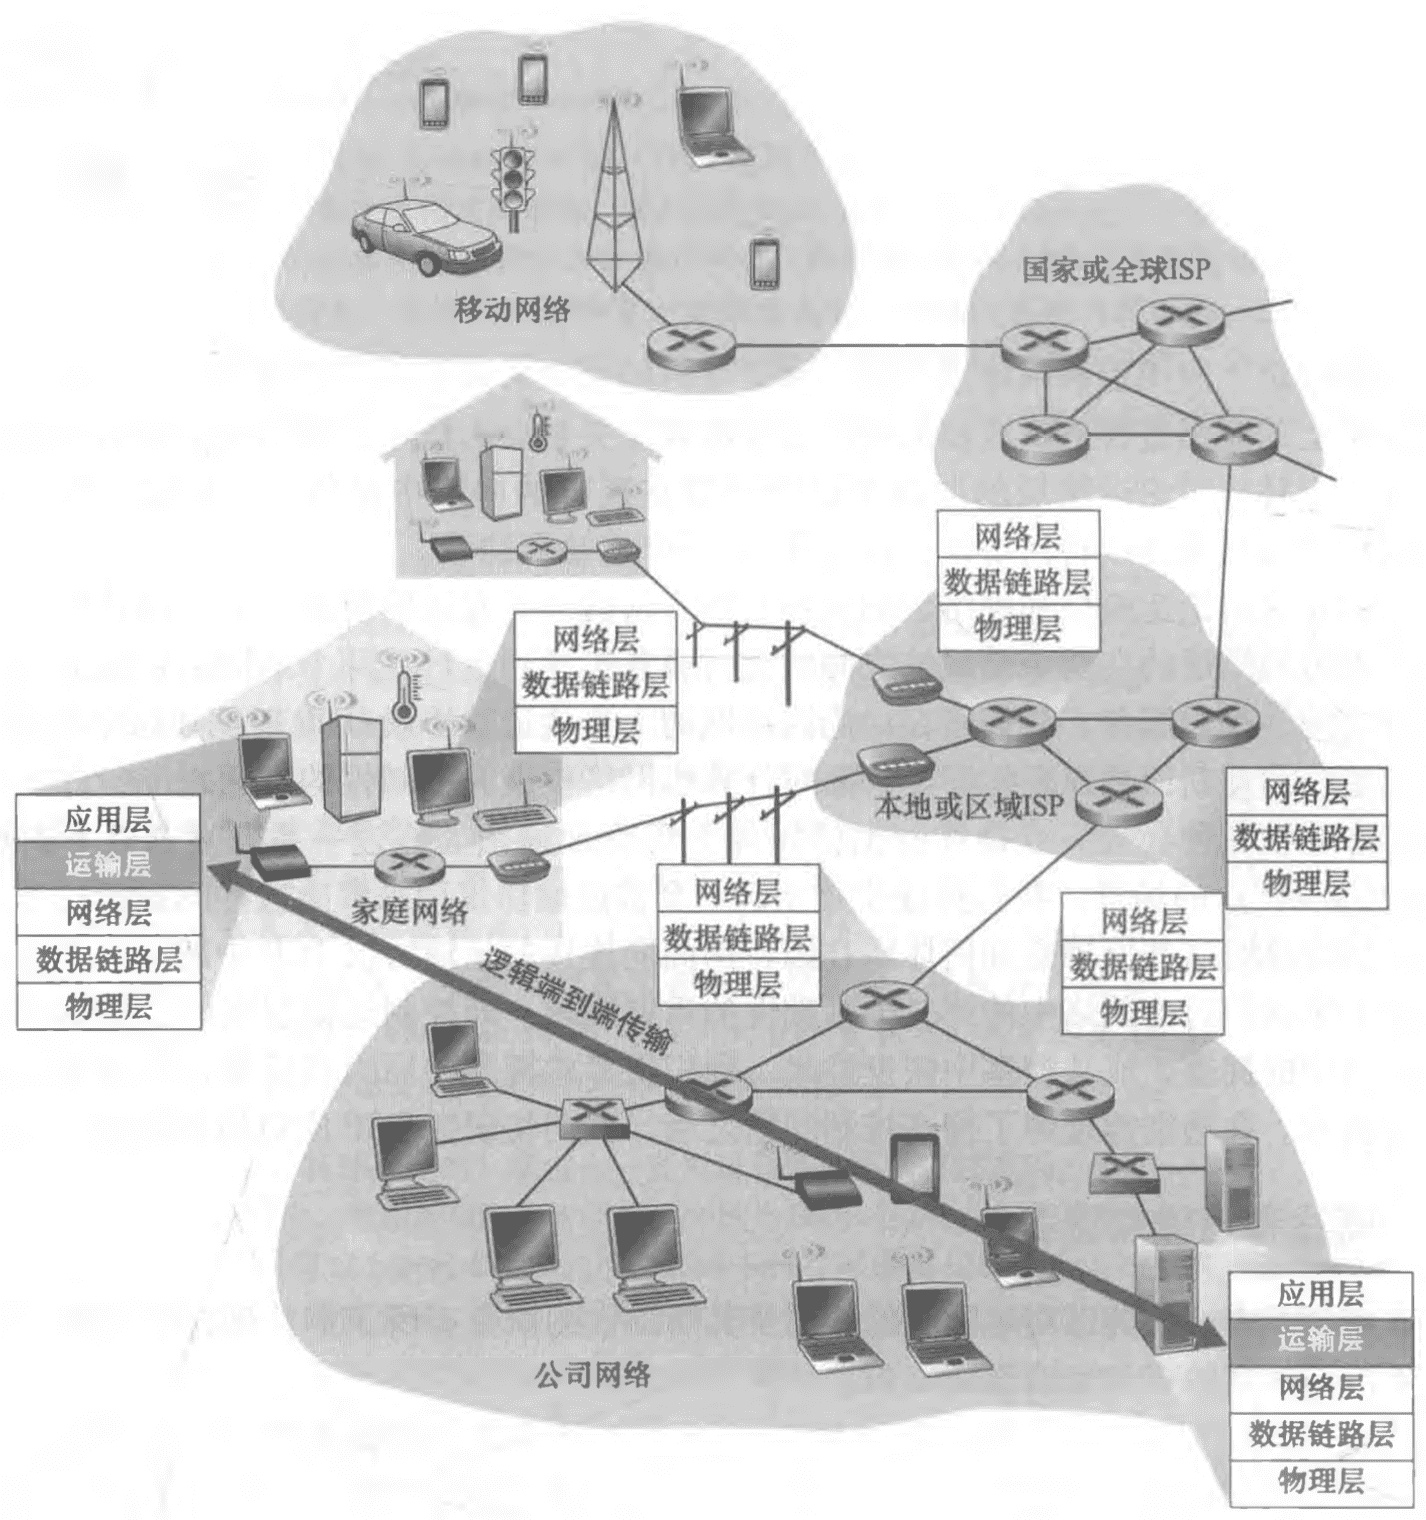 移动网络
国家或全球ISP
网络层
数据链路层
物理层
网络层
数据链路层
物理层
本地或区域ISP
网络层
数据链路层
物理层
应用层
运输层
网络层
数据链路层
物理层
家庭网络
网络层
数据链路层
物理层
网络层
数据链路层
物理层
逻辑端到端传输
公司网络
应用层
运输层
网络层
数据链路层
物理层